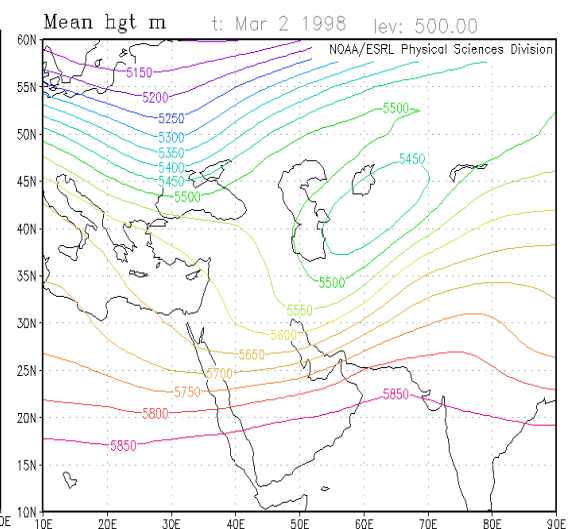 Mean hgt m t: Mar 2 1998 lev: 500.00
NOAA/ESRL Physical Sciences Division
60N
55N
50N
45N
40N
35N
30N
25N
20N
15N
10N
5150
5200
5250
5300
5350
5400
5450
5500
5500
5450
5500
5550
5600
5650
5700
5750
5800
5850
5850
0E 10E 20E 30E 40E 50E 60E 70E 80E 90E